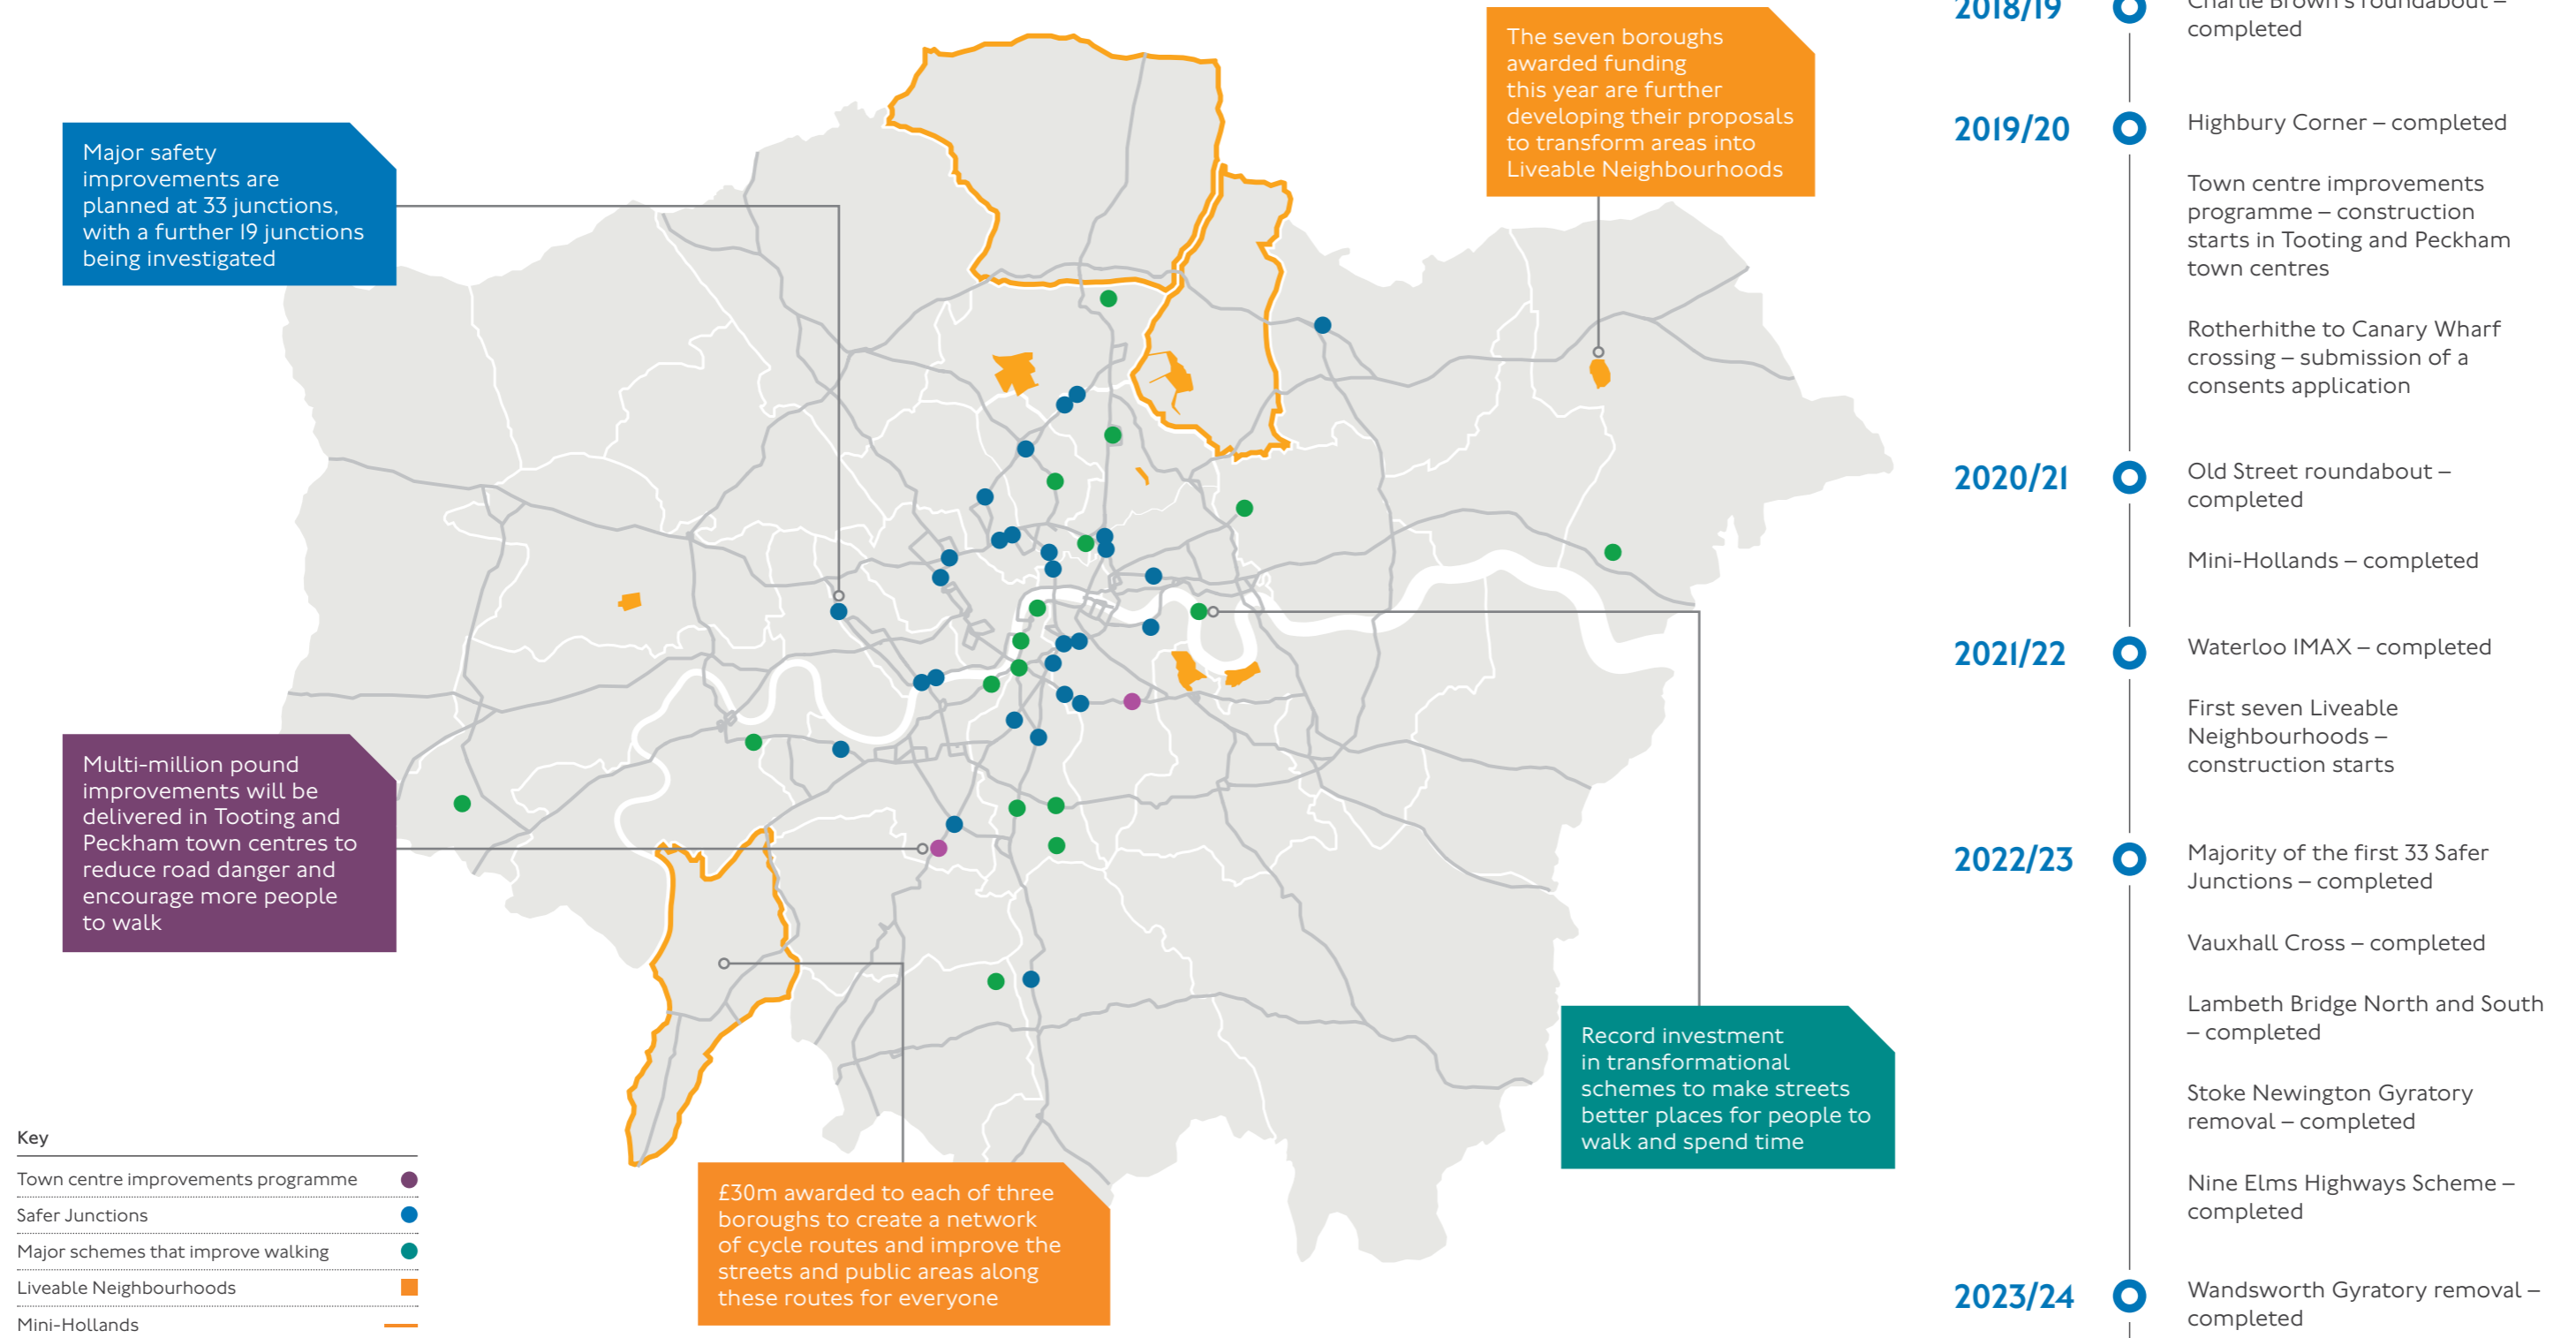 Major safety
improvements are
planned at 33 junctions,
with a further 19 junctions
being investigated
The seven boroughs
awarded funding
this year are further
developing their proposals
to transform areas into
Liveable Neighbourhoods
Multi-million pound
improvements will be
delivered in Tooting and
Peckham town centres to
reduce road danger and
encourage more people
to walk
£30m awarded to each of three
boroughs to create a network
of cycle routes and improve the
streets and public areas along
these routes for everyone
Record investment
in transformational
schemes to make streets
better places for people to
walk and spend time
Key
Town centre improvements programme
Safer Junctions
Major schemes that improve walking
Liveable Neighbourhoods
Mini-Hollands
2018/19
Charlie Brown's roundabout –
completed
2019/20
Highbury Corner – completed
Town centre improvements
programme – construction
starts in Tooting and Peckham
town centres
Rotherhithe to Canary Wharf
crossing – submission of a
consents application
2020/21
Old Street roundabout –
completed
Mini-Hollands – completed
2021/22
Waterloo IMAX – completed
First seven Liveable
Neighbourhoods –
construction starts
2022/23
Majority of the first 33 Safer
Junctions – completed
Vauxhall Cross – completed
Lambeth Bridge North and South
– completed
Stoke Newington Gyratory
removal – completed
Nine Elms Highways Scheme –
completed
2023/24
Wandsworth Gyratory removal –
completed